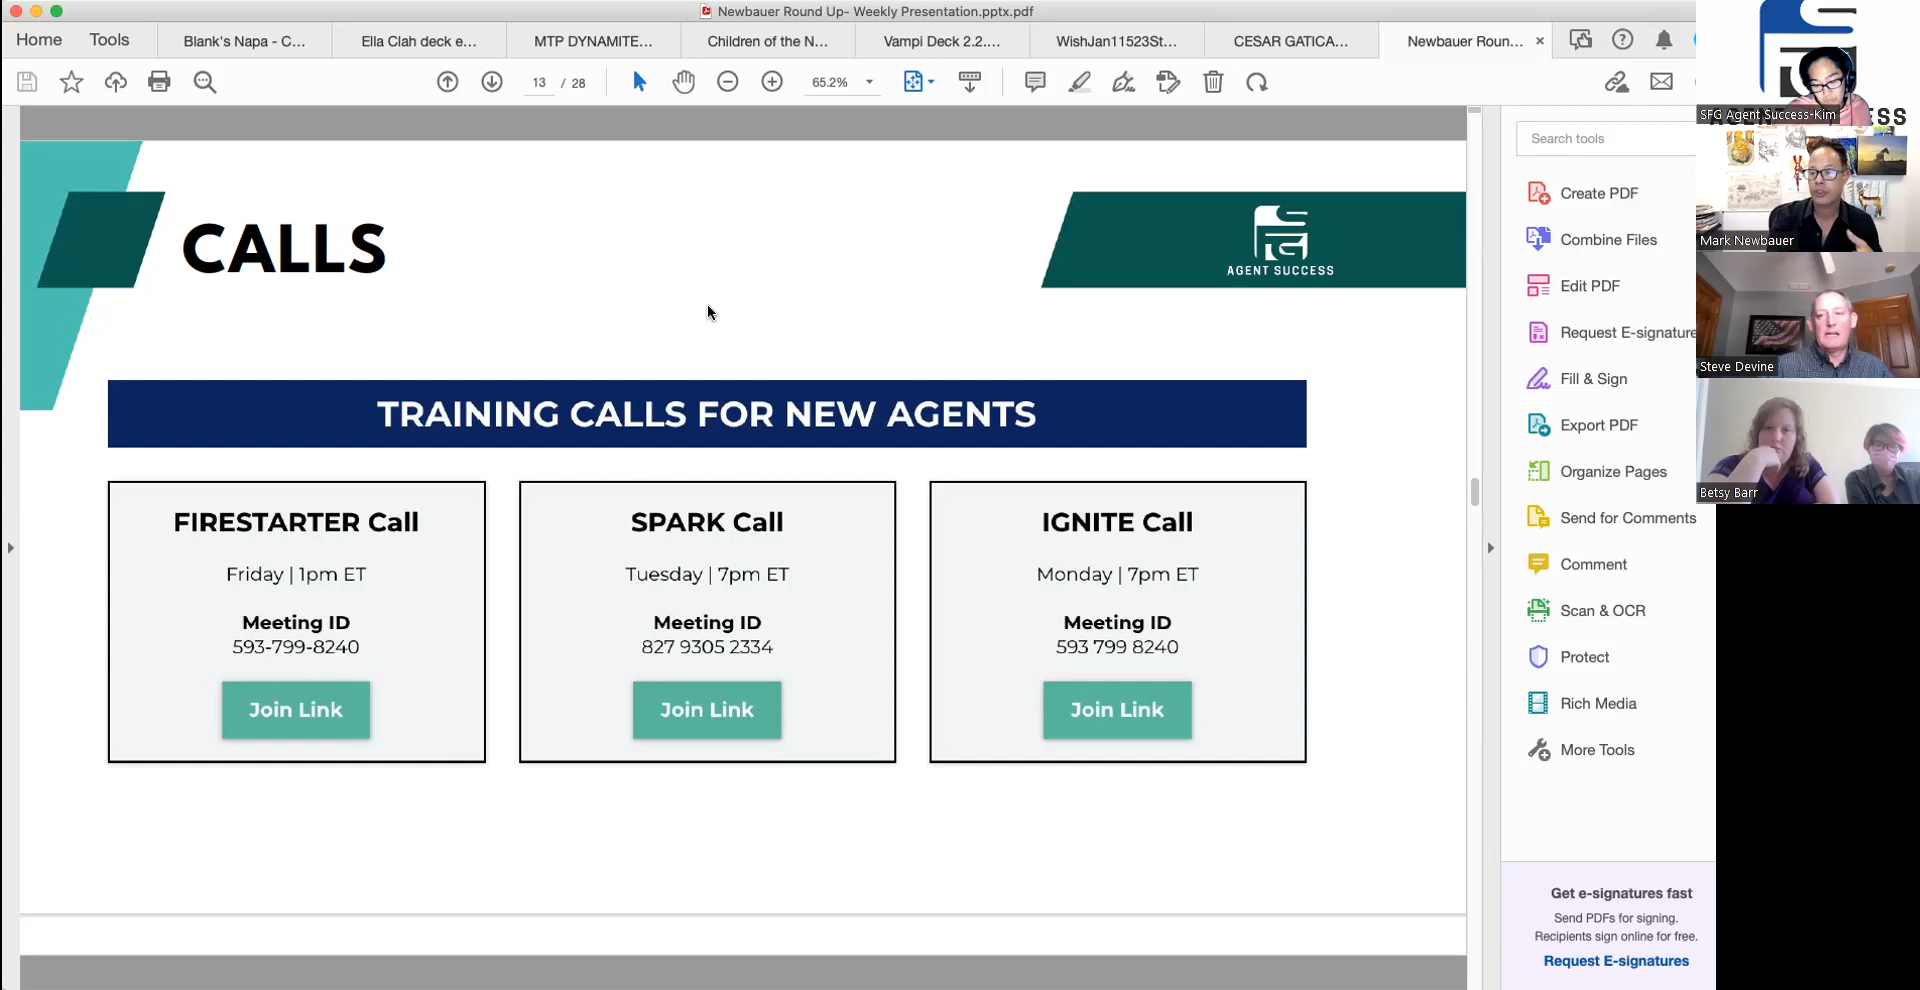 Newbauer Round Up- Weekly Presentation.pptx.pdf
Home
Tools
Blank's Napa - C...
Ella Clah deck e...
MTP DYNAMITE...
Children of the N...
Vampi Deck 2.2....
WishJan11523St...
CESAR GATICA...
Newbauer Roun...
13 / 28
65.2%
CALLS
AGENT SUCCESS
TRAINING CALLS FOR NEW AGENTS
FIRESTARTER Call
Friday | 1pm ET
Meeting ID
593-799-8240
Join Link
SPARK Call
Tuesday | 7pm ET
Meeting ID
827 9305 2334
Join Link
IGNITE Call
Monday | 7pm ET
Meeting ID
593 799 8240
Join Link
Search tools
Create PDF
Combine Files
Edit PDF
Request E-signature
Fill & Sign
Export PDF
Organize Pages
Send for Comments
Comment
Scan & OCR
Protect
Rich Media
More Tools
Get e-signatures fast
Send PDFs for signing.
Recipients sign online for free.
Request E-signatures
SFG Agent Success-Kim
Mark Newbauer
Steve Devine
Betsy Barr